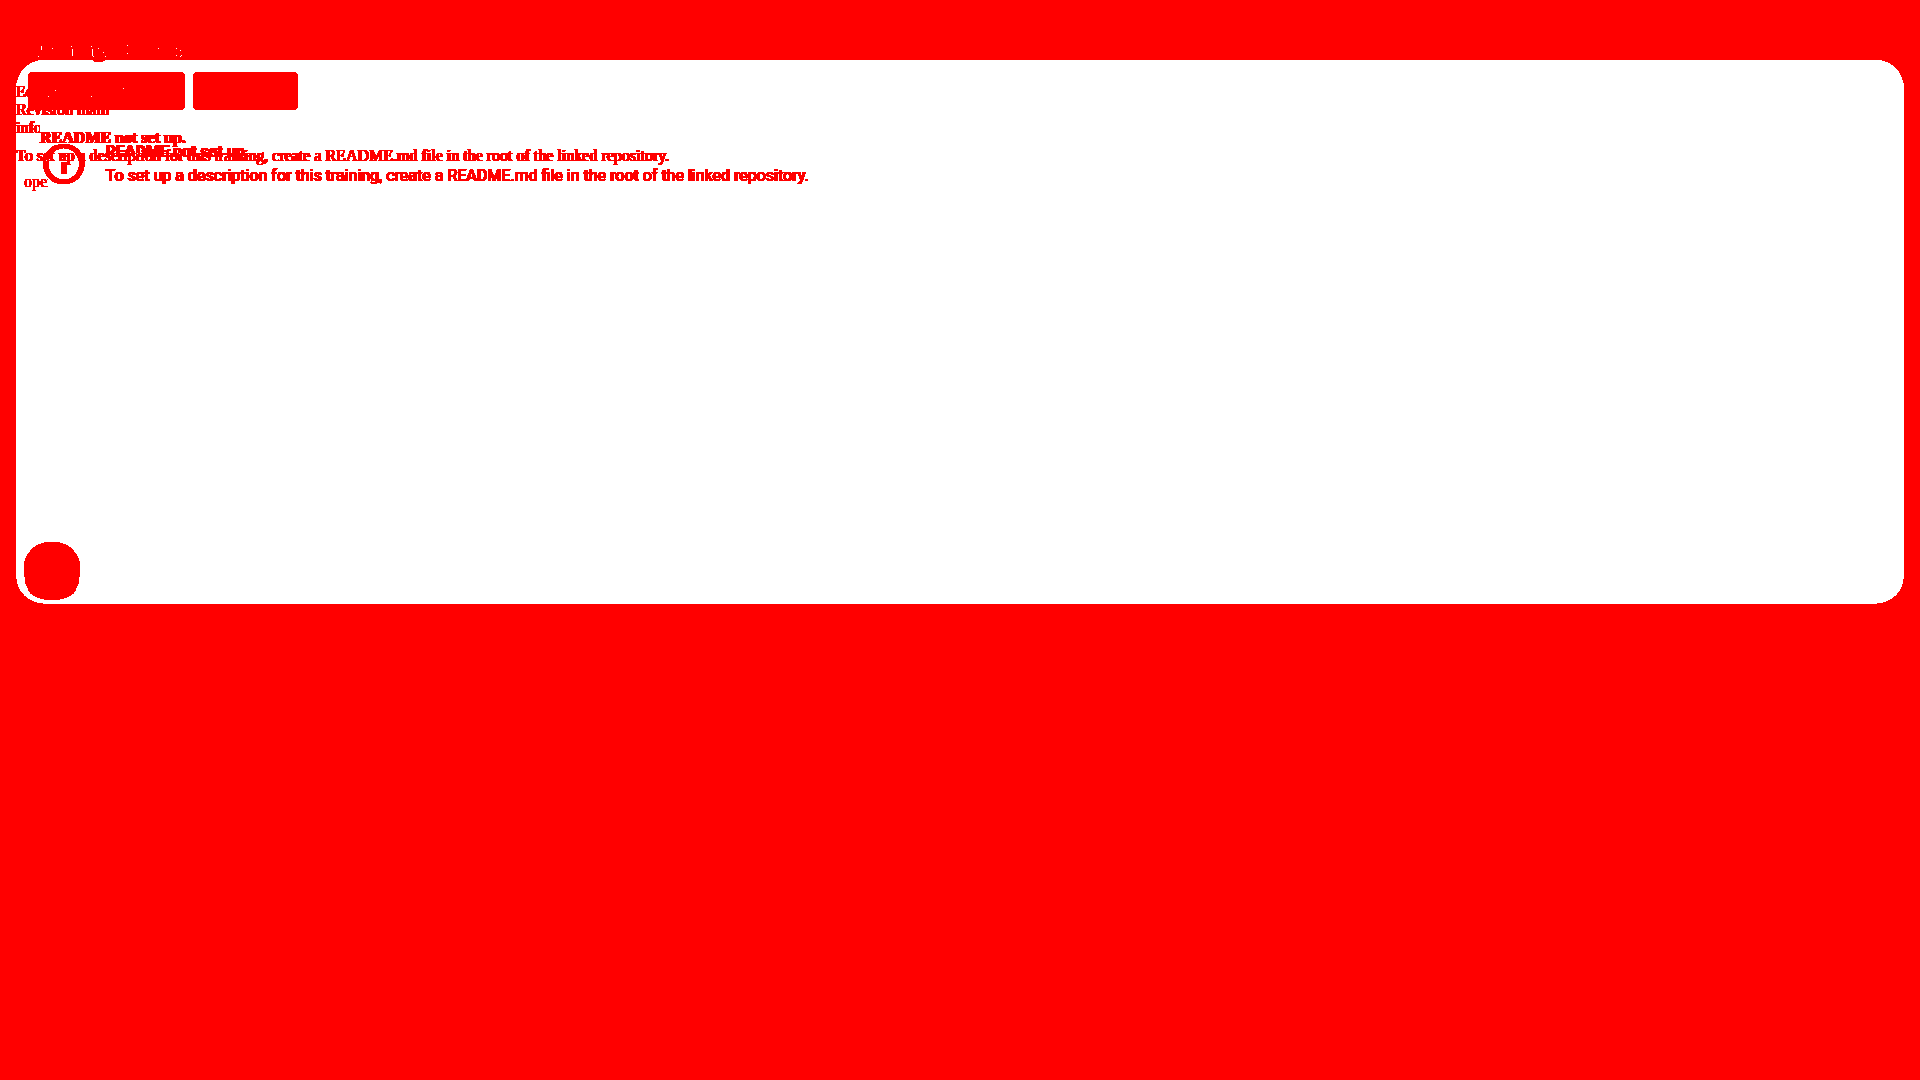 Revision main
info
README not set up.
README not set up.
To set up a description for this training, create a README.md file in the root of the linked repository.
To set up a description for this training, create a README.md file in the root of the linked repository.
ope